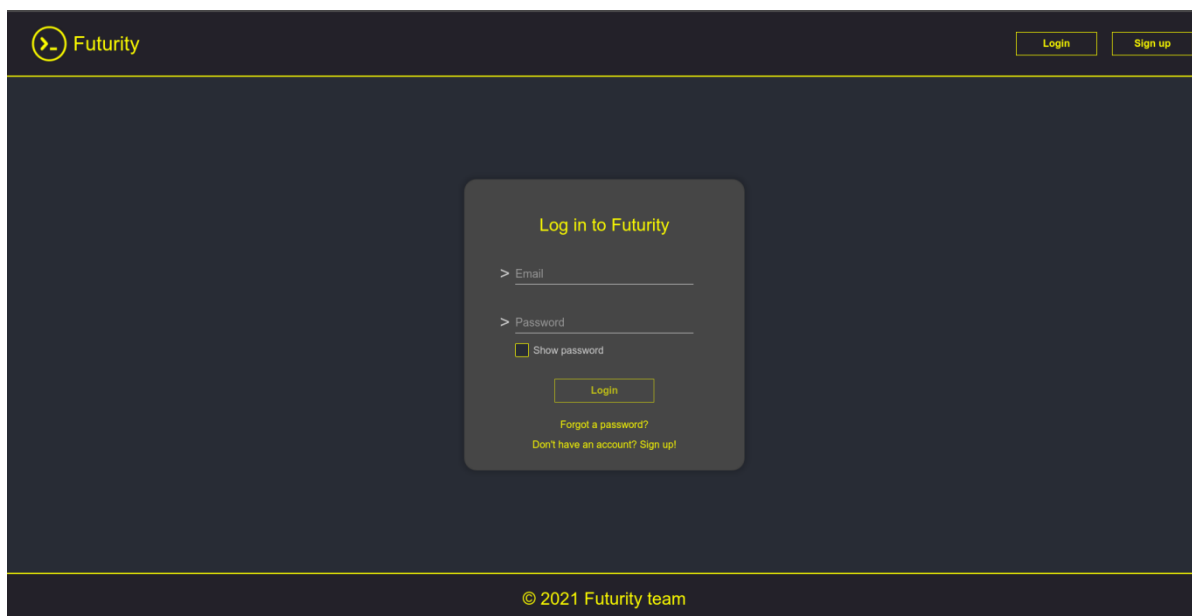 Futurity
Login
Sign up
Log in to Futurity
> Email
> Password
Show password
Login
Forgot a password?
Don't have an account? Sign up!
© 2021 Futurity team